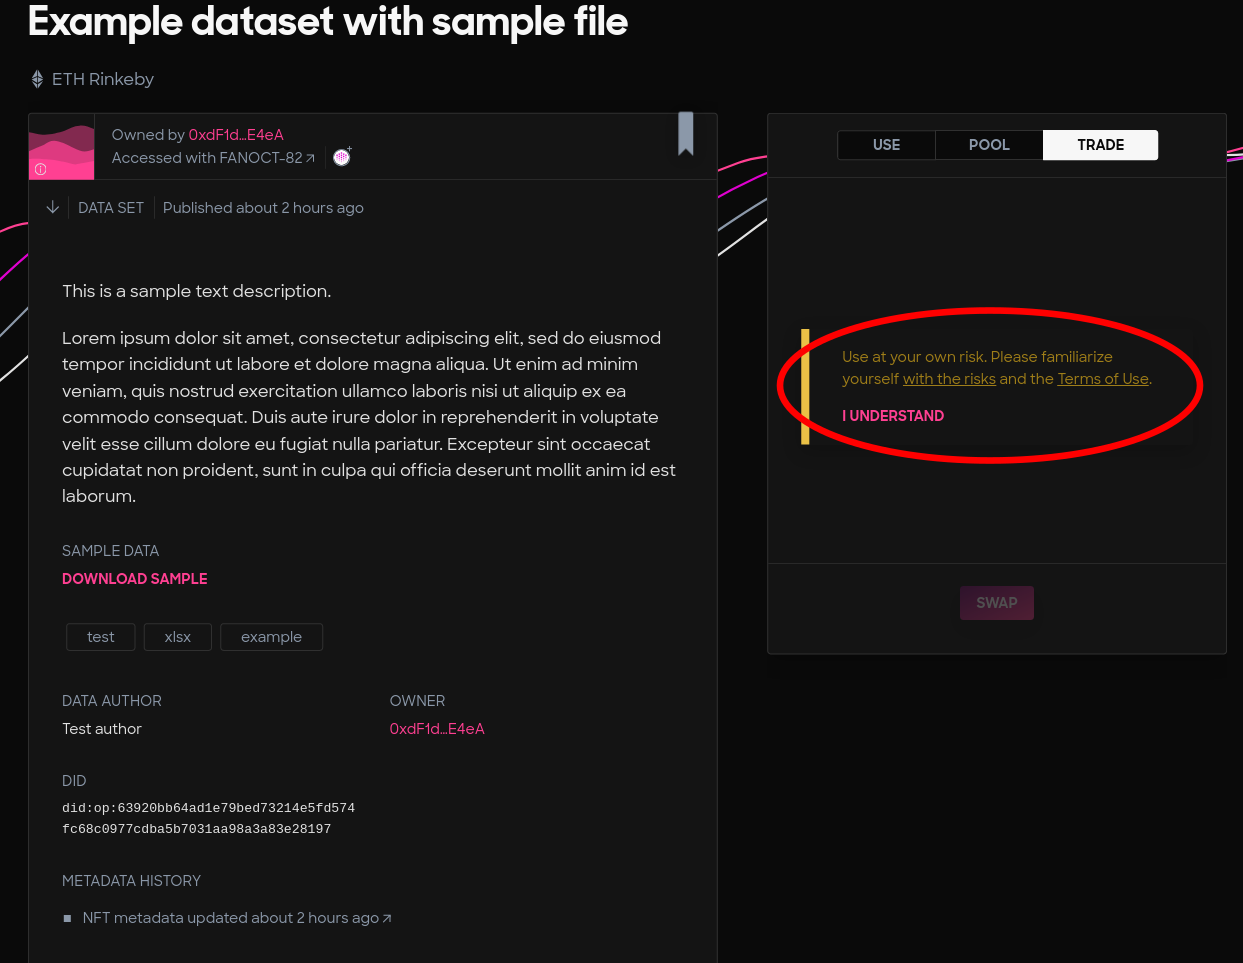 Example dataset with sample file
ETH Rinkeby
Owned by 0xdF1d…E4eA
Accessed with FANOCT-82
DATA SET
Published about 2 hours ago
This is a sample text description.
Lorem ipsum dolor sit amet, consectetur adipiscing elit, sed do eiusmod
tempor incididunt ut labore et dolore magna aliqua. Ut enim ad minim
veniam, quis nostrud exercitation ullamco laboris nisi ut aliquip ex ea
commodo consequat. Duis aute irure dolor in reprehenderit in voluptate
velit esse cillum dolore eu fugiat nulla pariatur. Excepteur sint occaecat
cupidatat non proident, sunt in culpa qui officia deserunt mollit anim id est
laborum.
SAMPLE DATA
DOWNLOAD SAMPLE
test
xlsx
example
DATA AUTHOR
Test author
OWNER
0xdF1d…E4eA
DID
did:op:63920bb64ad1e79bed73214e5fd574
fc68c0977cdba5b7031aa98a3a83e28197
METADATA HISTORY
NFT metadata updated about 2 hours ago
USE
POOL
TRADE
Use at your own risk. Please familiarize
yourself with the risks and the Terms of Use.
I UNDERSTAND
SWAP